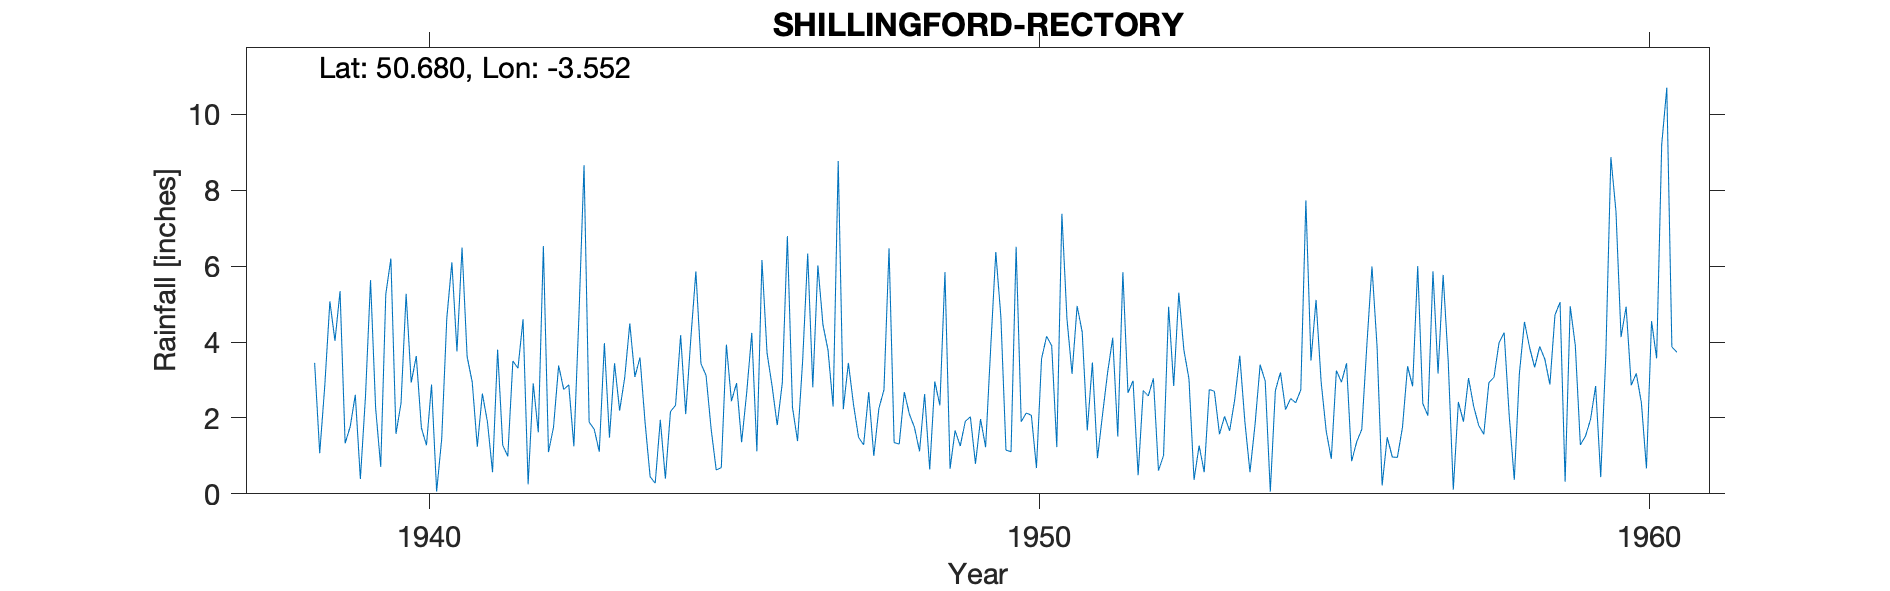 SHILLINGFORD-RECTORY
Lat: 50.680, Lon: -3.552
10
8
6
4
2
0
Rainfall [inches]
1940 1950 1960
Year